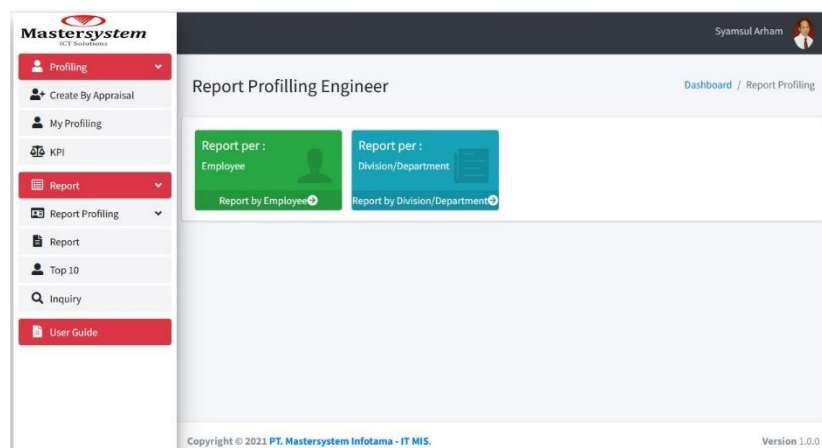 Mastersystem
ICT Solutions
Syamsul Arham
Profiling
Create By Appraisal
My Profiling
KPI
Report
Report Profiling
Report
Top 10
Inquiry
User Guide
Report Profilling Engineer
Dashboard / Report Profiling
Report per :
Employee
Report by Employee
Report per :
Division/Department
Report by Division/Department
Copyright © 2021 PT. Mastersystem Infotama - IT MIS.
Version 1.0.0